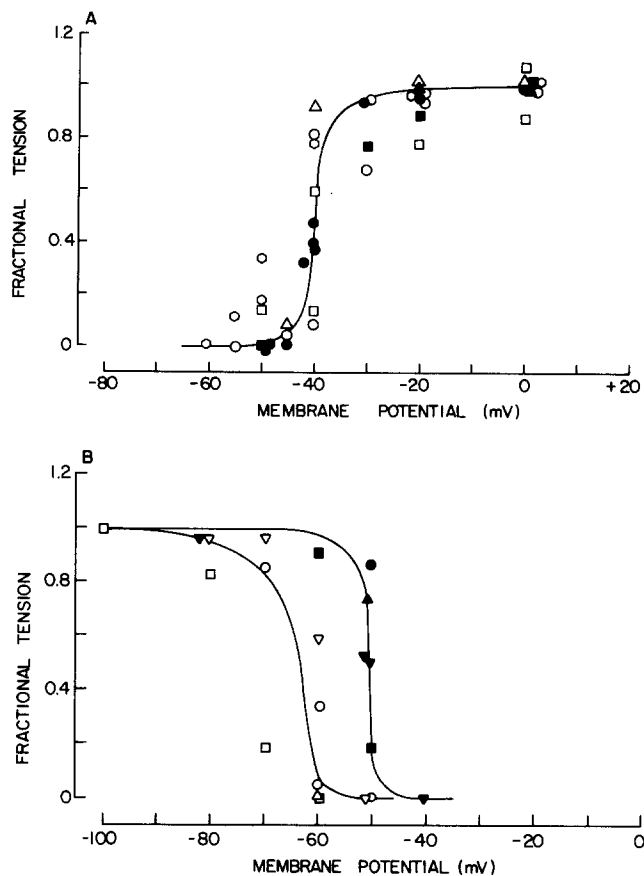 A
FRACTIONAL TENSION
1.2
0.8
0.4
0
-80 -60 -40 -20 0 +20
MEMBRANE POTENTIAL (mV)
B
FRACTIONAL TENSION
1.2
0.8
0.4
0
-100 -80 -60 -40 -20 0
MEMBRANE POTENTIAL (mV)